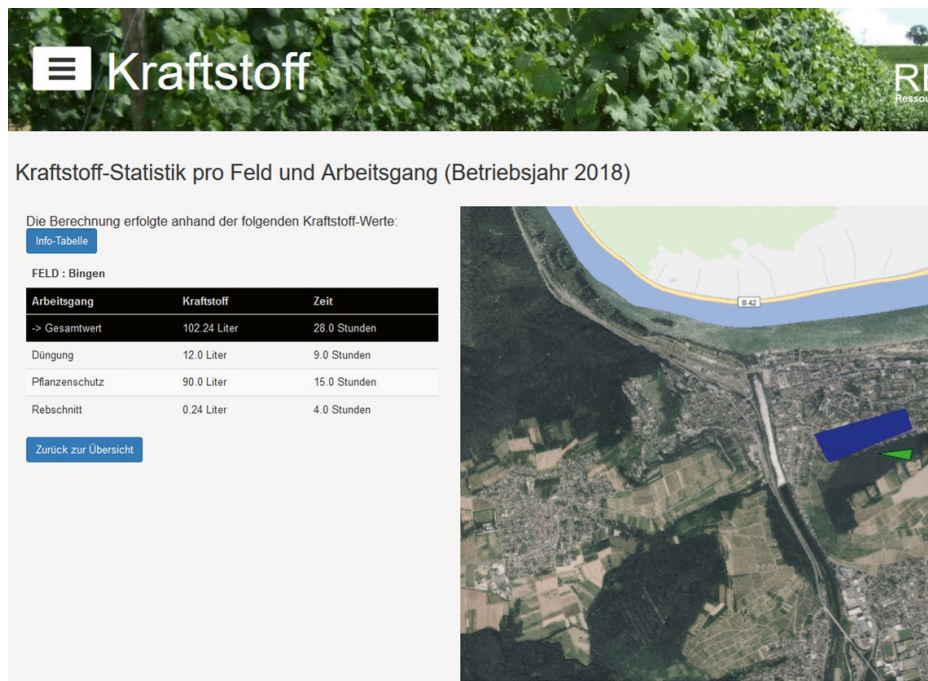 Kraftstoff
RE
Ressou
Kraftstoff-Statistik pro Feld und Arbeitsgang (Betriebsjahr 2018)
Die Berechnung erfolgte anhand der folgenden Kraftstoff-Werte:
Info-Tabelle
FELD : Bingen
Arbeitsgang Kraftstoff Zeit
-> Gesamtwert 102.24 Liter 28.0 Stunden
Düngung 12.0 Liter 9.0 Stunden
Pflanzenschutz 90.0 Liter 15.0 Stunden
Rebschnitt 0.24 Liter 4.0 Stunden
Zurück zur Übersicht
B 42